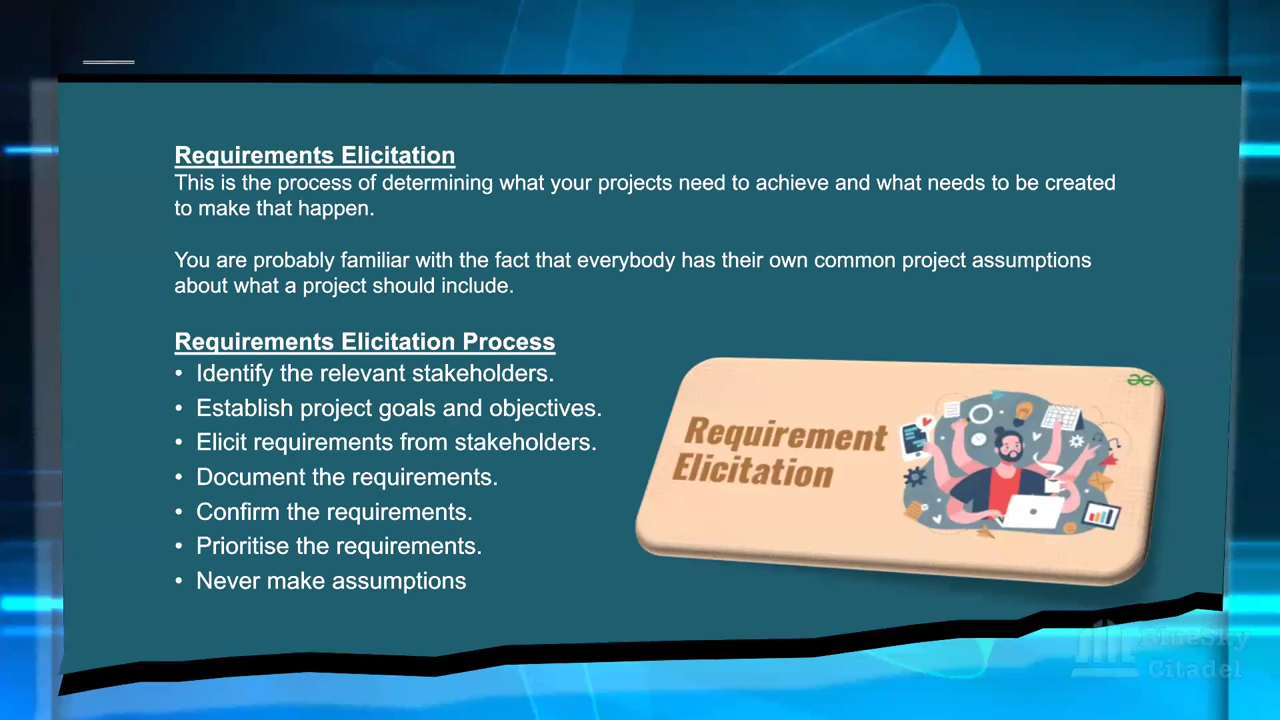 Requirements Elicitation
This is the process of determining what your projects need to achieve and what needs to be created
to make that happen.
You are probably familiar with the fact that everybody has their own common project assumptions
about what a project should include.
Requirements Elicitation Process
• Identify the relevant stakeholders.
• Establish project goals and objectives.
• Elicit requirements from stakeholders.
• Document the requirements.
• Confirm the requirements.
• Prioritise the requirements.
• Never make assumptions
Requirement
Elicitation
BlueSky
Citadel